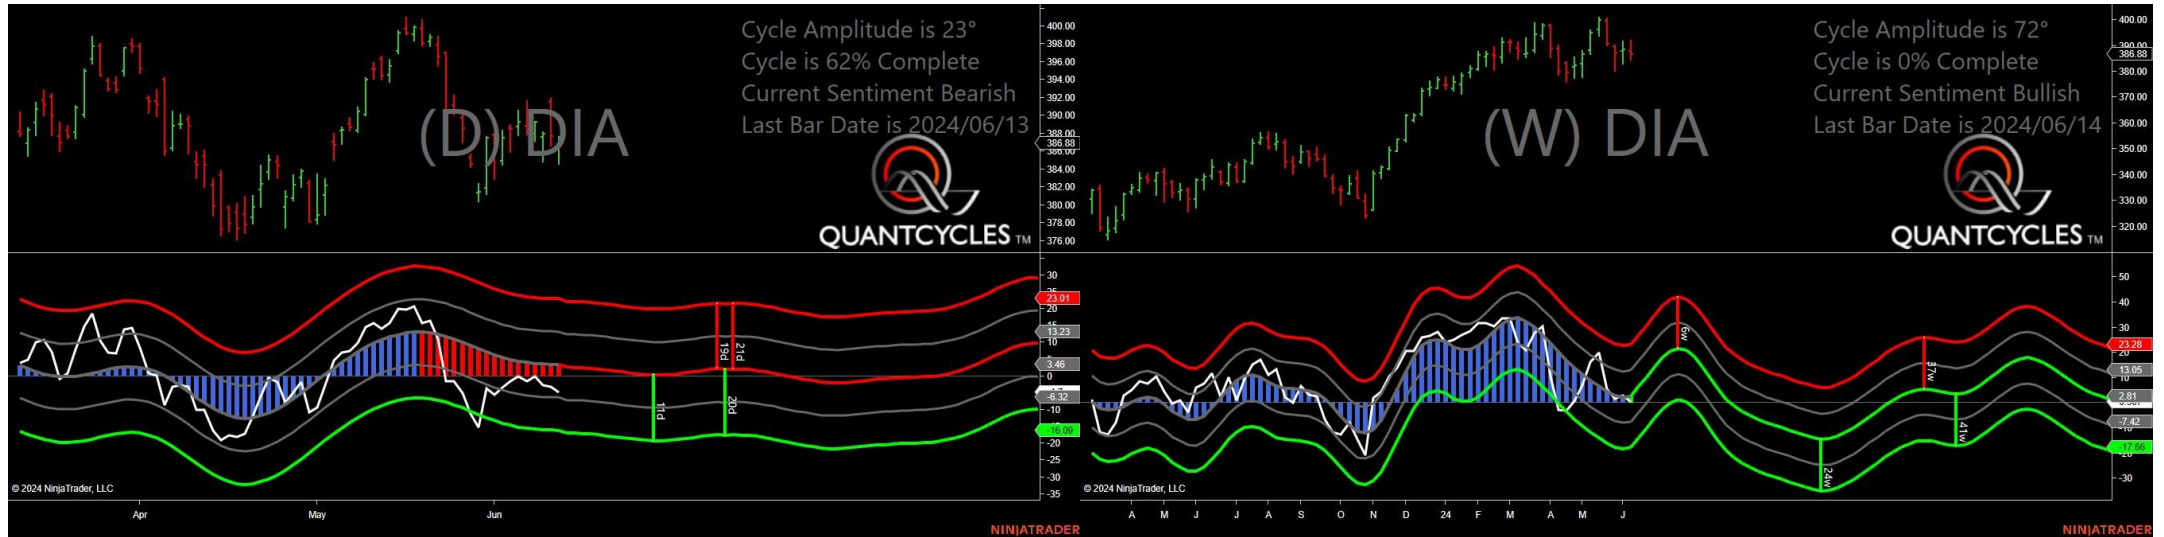 Cycle Amplitude is 23°
Cycle is 62% Complete
Current Sentiment Bearish
Last Bar Date is 2024/06/13
(D) DIA
QUANTCYCLES TM
400.00
398.00
396.00
394.00
392.00
390.00
388.00
386.88
386.00
384.00
382.00
380.00
378.00
376.00
30
23.01
20
15
13.23
10
5
3.46
0
-6.32
-10
-16.09
-20
-25
-30
-35
19d
21d
11d
20d
© 2024 NinjaTrader, LLC
Apr
May
Jun
NINJATRADER
Cycle Amplitude is 72°
Cycle is 0% Complete
Current Sentiment Bullish
Last Bar Date is 2024/06/14
(W) DIA
QUANTCYCLES TM
400.00
390.00
386.88
380.00
370.00
360.00
350.00
340.00
330.00
320.00
50
40
30
23.28
20
13.05
10
2.81
-7.42
-10
-17.66
-20
-30
6w
37w
41w
24w
© 2024 NinjaTrader, LLC
A M J J A S O N D 24 F M A M J
NINJATRADER